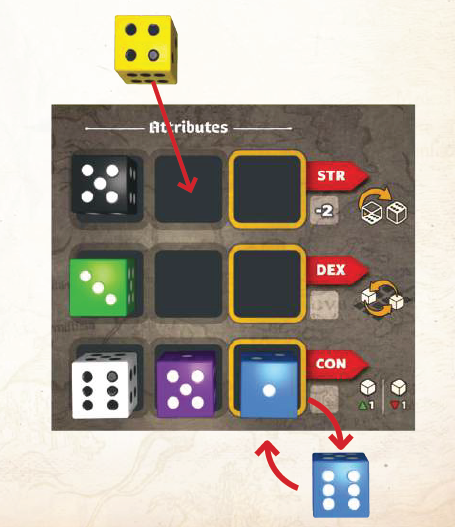 Attributes
STR
-2
DEX
CON
1 1